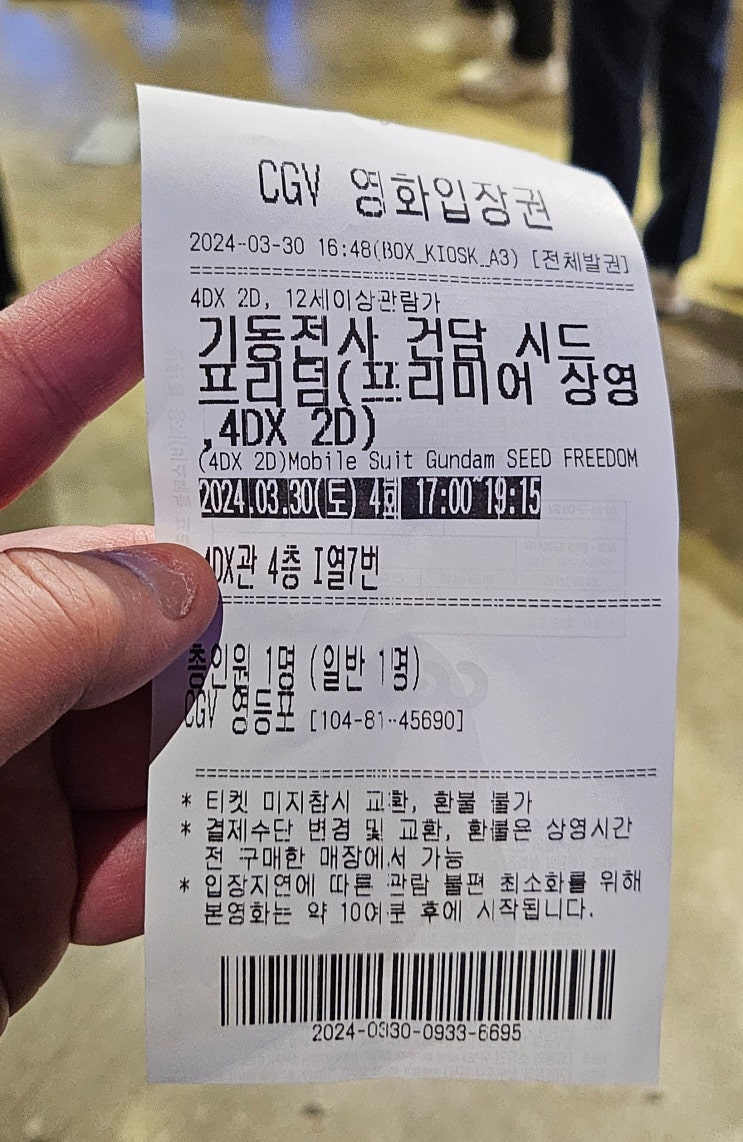 CGV 영화입장권
2024-03-30 16:48(BOX_KIOSK_A3) [전체발권]
4DX 2D, 12세이상관람가
기동전사 건담 시드
프리덤(프리미어 상영
,4DX 2D)
(4DX 2D)Mobile Suit Gundam SEED FREEDOM
2024.03.30(토) 4회 17:00~19:15
4DX관 4층 I열7번
총인원 1명 (일반 1명)
CGV 영등포 [104-81-45690]
* 티켓 미지참시 교환, 환불 불가
* 결제수단 변경 및 교환, 환불은 상영시간
전 구매한 매장에서 가능
* 입장지연에 따른 관람 불편 최소화를 위해
본영화는 약 10여분 후에 시작됩니다.
2024-0330-0933-6695